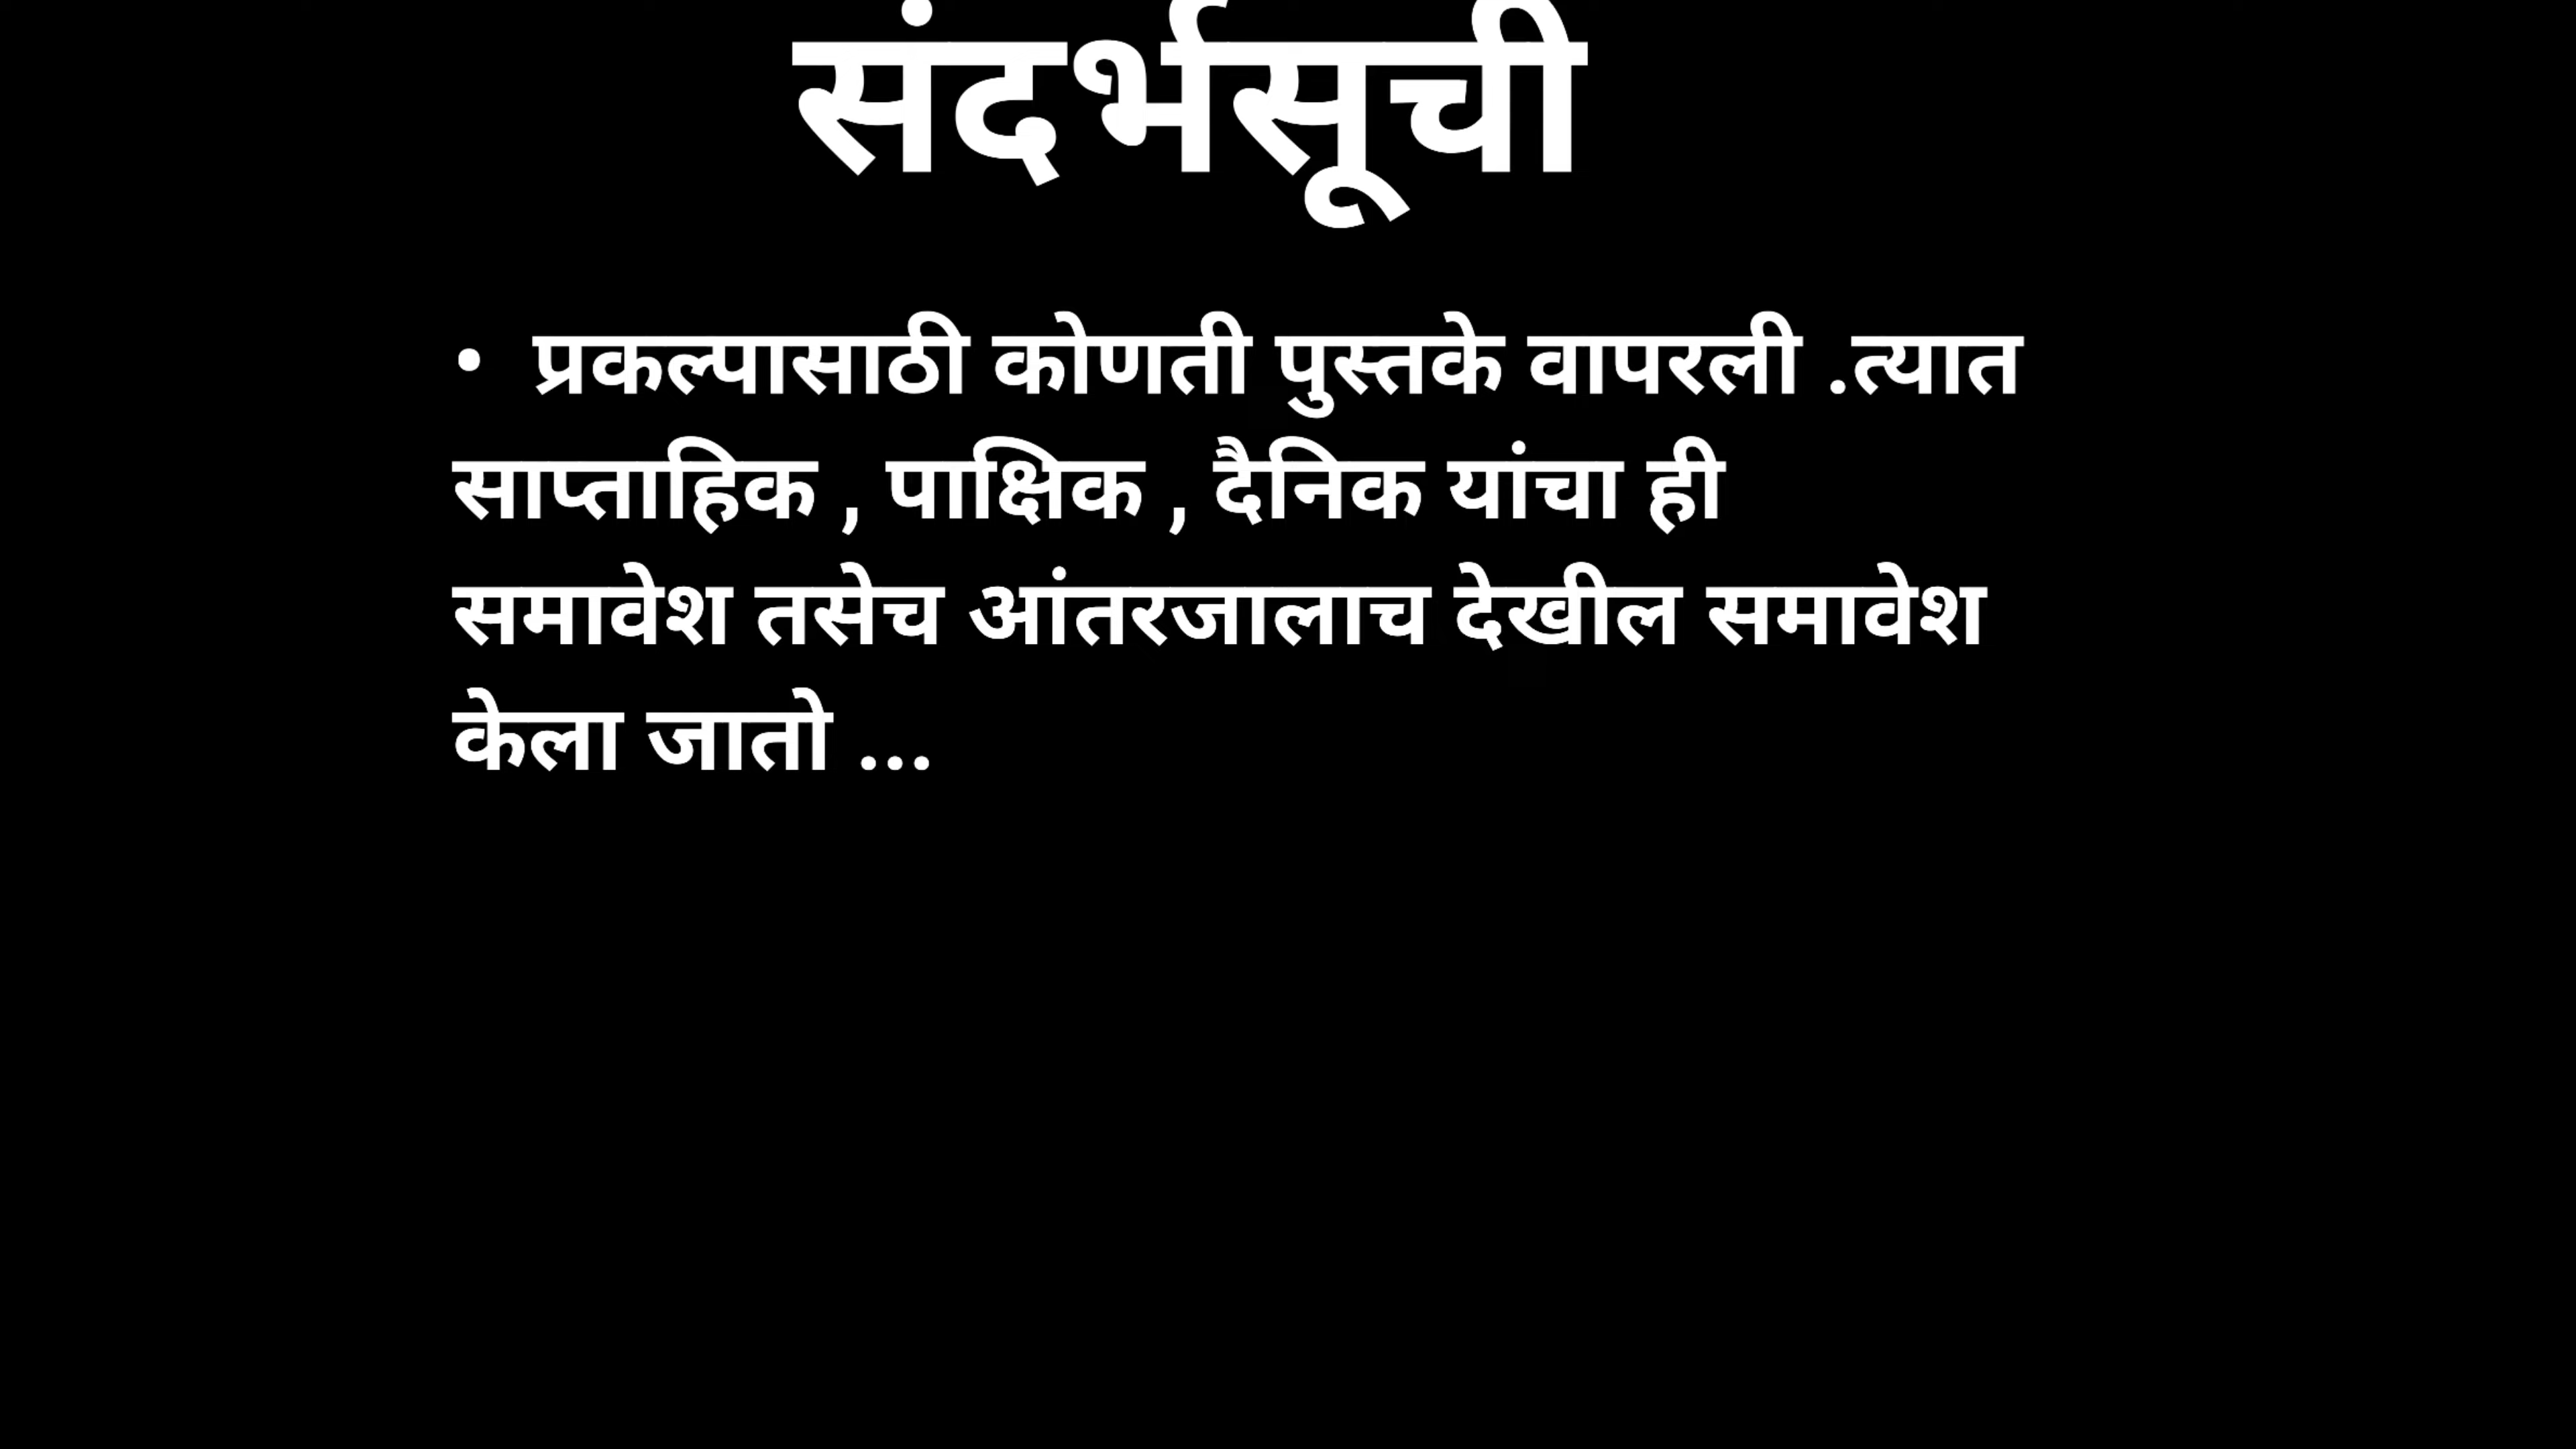 संदर्भसूची
• प्रकल्पासाठी कोणती पुस्तके वापरली .त्यात
साप्ताहिक , पाक्षिक , दैनिक यांचा ही
समावेश तसेच आंतरजालाच देखील समावेश
केला जातो ...